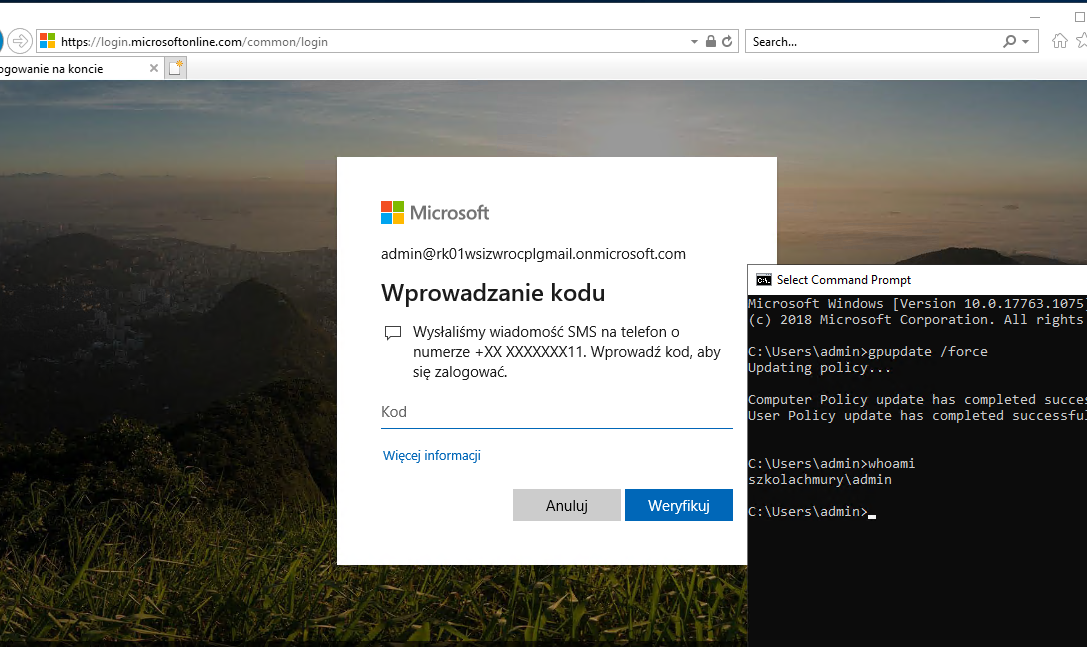 https://login.microsoftonline.com/common/login
Search...
ogowanie na koncie
Microsoft
admin@rk01wsizwrocplgmail.onmicrosoft.com
Wprowadzanie kodu
Wysłaliśmy wiadomość SMS na telefon o
numerze +XX XXXXXXX11. Wprowadź kod, aby
się zalogować.
Kod
Więcej informacji
Anuluj
Weryfikuj
Select Command Prompt
Microsoft Windows [Version 10.0.17763.1075]
(c) 2018 Microsoft Corporation. All rights
C:\Users\admin>gpupdate /force
Updating policy...
Computer Policy update has completed succes
User Policy update has completed successfu
C:\Users\admin>whoami
szkolachmury\admin
C:\Users\admin>